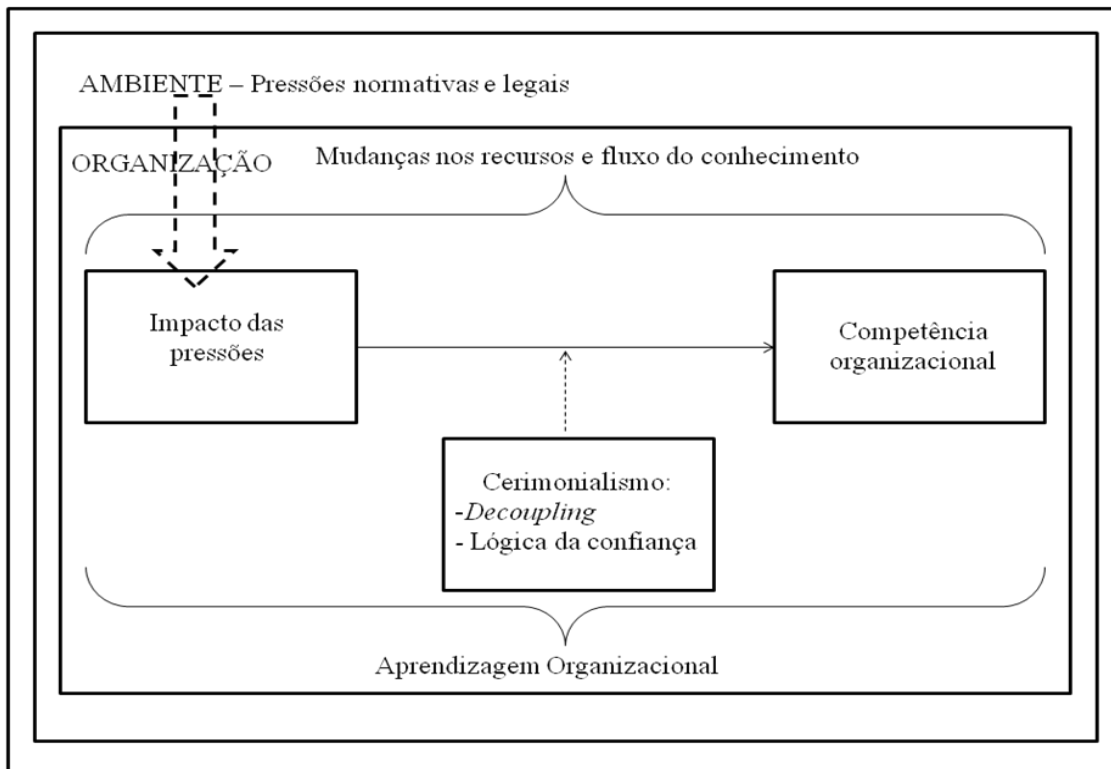 AMBIENTE – Pressões normativas e legais
ORGANIZAÇÃO
Mudanças nos recursos e fluxo do conhecimento
Impacto das
pressões
Competência
organizacional
Cerimonialismo:
-Decoupling
- Lógica da confiança
Aprendizagem Organizacional